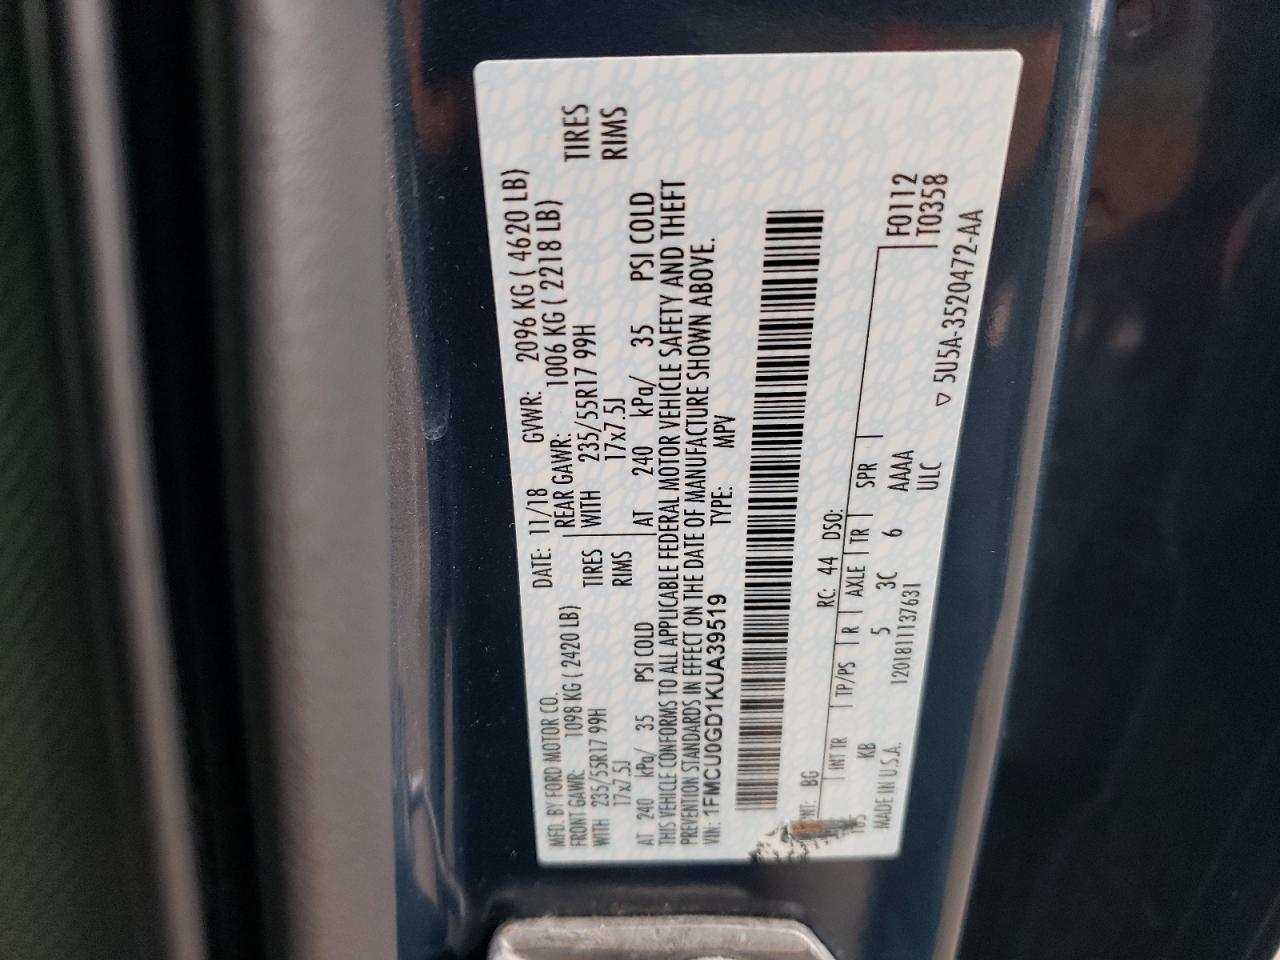 MFD. BY FORD MOTOR CO. DATE: 11/18 GVWR: 2096 KG ( 4620 LB)
FRONT GAWR: 1098 KG ( 2420 LB) REAR GAWR: 1006 KG ( 2218 LB)
WITH 235/55R17 99H TIRES WITH 235/55R17 99H TIRES
17x7.5J RIMS 17x7.5J RIMS
AT 240 kPa/ 35 PSI COLD AT 240 kPa/ 35 PSI COLD
THIS VEHICLE CONFORMS TO ALL APPLICABLE FEDERAL MOTOR VEHICLE SAFETY AND THEFT
PREVENTION STANDARDS IN EFFECT ON THE DATE OF MANUFACTURE SHOWN ABOVE.
VIN: 1FMCU0GD1KUA39519 TYPE: MPV
BG RC: 44 DSO:
INT TR TP/PS R AXLE TR SPR F0112
KB 5 3C 6 AAAA T0358
MADE IN U.S.A. 1201811137631 ULC
▽ 5U5A-3520472-AA